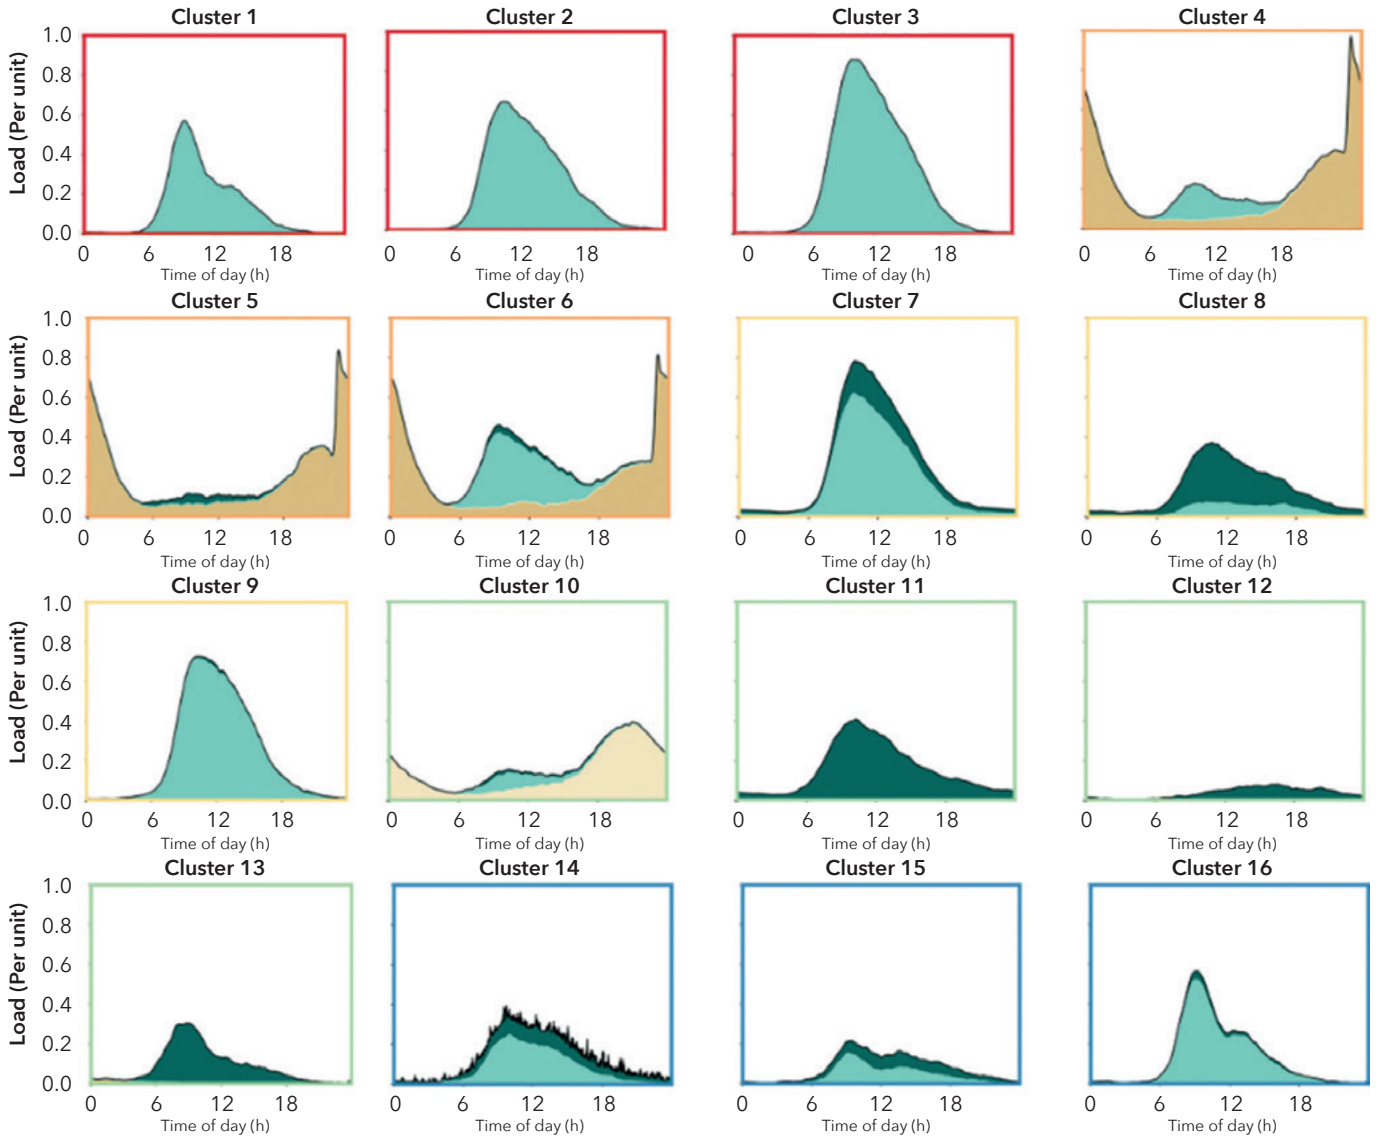 Cluster 1 Cluster 2 Cluster 3 Cluster 4
Load (Per unit)
1.0
0.8
0.6
0.4
0.2
0.0
0 6 12 18 0 6 12 18 0 6 12 18 0 6 12 18
Time of day (h) Time of day (h) Time of day (h) Time of day (h)
Cluster 5 Cluster 6 Cluster 7 Cluster 8
Load (Per unit)
1.0
0.8
0.6
0.4
0.2
0.0
0 6 12 18 0 6 12 18 0 6 12 18 0 6 12 18
Time of day (h) Time of day (h) Time of day (h) Time of day (h)
Cluster 9 Cluster 10 Cluster 11 Cluster 12
Load (Per unit)
1.0
0.8
0.6
0.4
0.2
0.0
0 6 12 18 0 6 12 18 0 6 12 18 0 6 12 18
Time of day (h) Time of day (h) Time of day (h) Time of day (h)
Cluster 13 Cluster 14 Cluster 15 Cluster 16
Load (Per unit)
1.0
0.8
0.6
0.4
0.2
0.0
0 6 12 18 0 6 12 18 0 6 12 18 0 6 12 18
Time of day (h) Time of day (h) Time of day (h) Time of day (h)